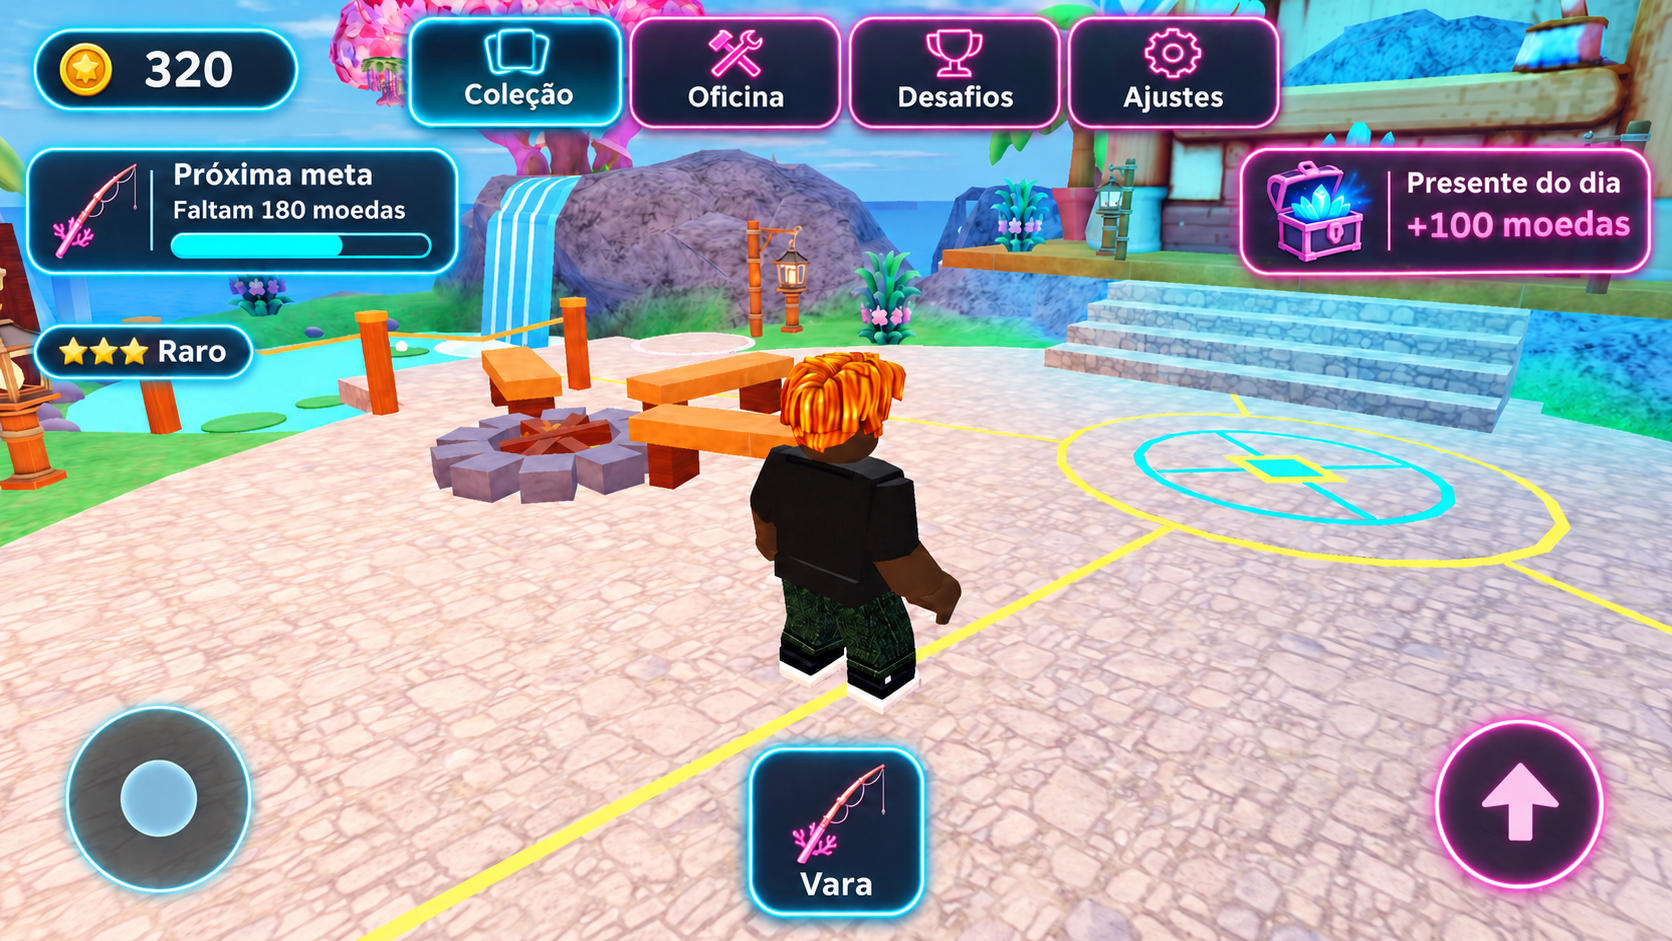 320
Coleção
Oficina
Desafios
Ajustes
Próxima meta
Faltam 180 moedas
Presente do dia
+100 moedas
Raro
Vara